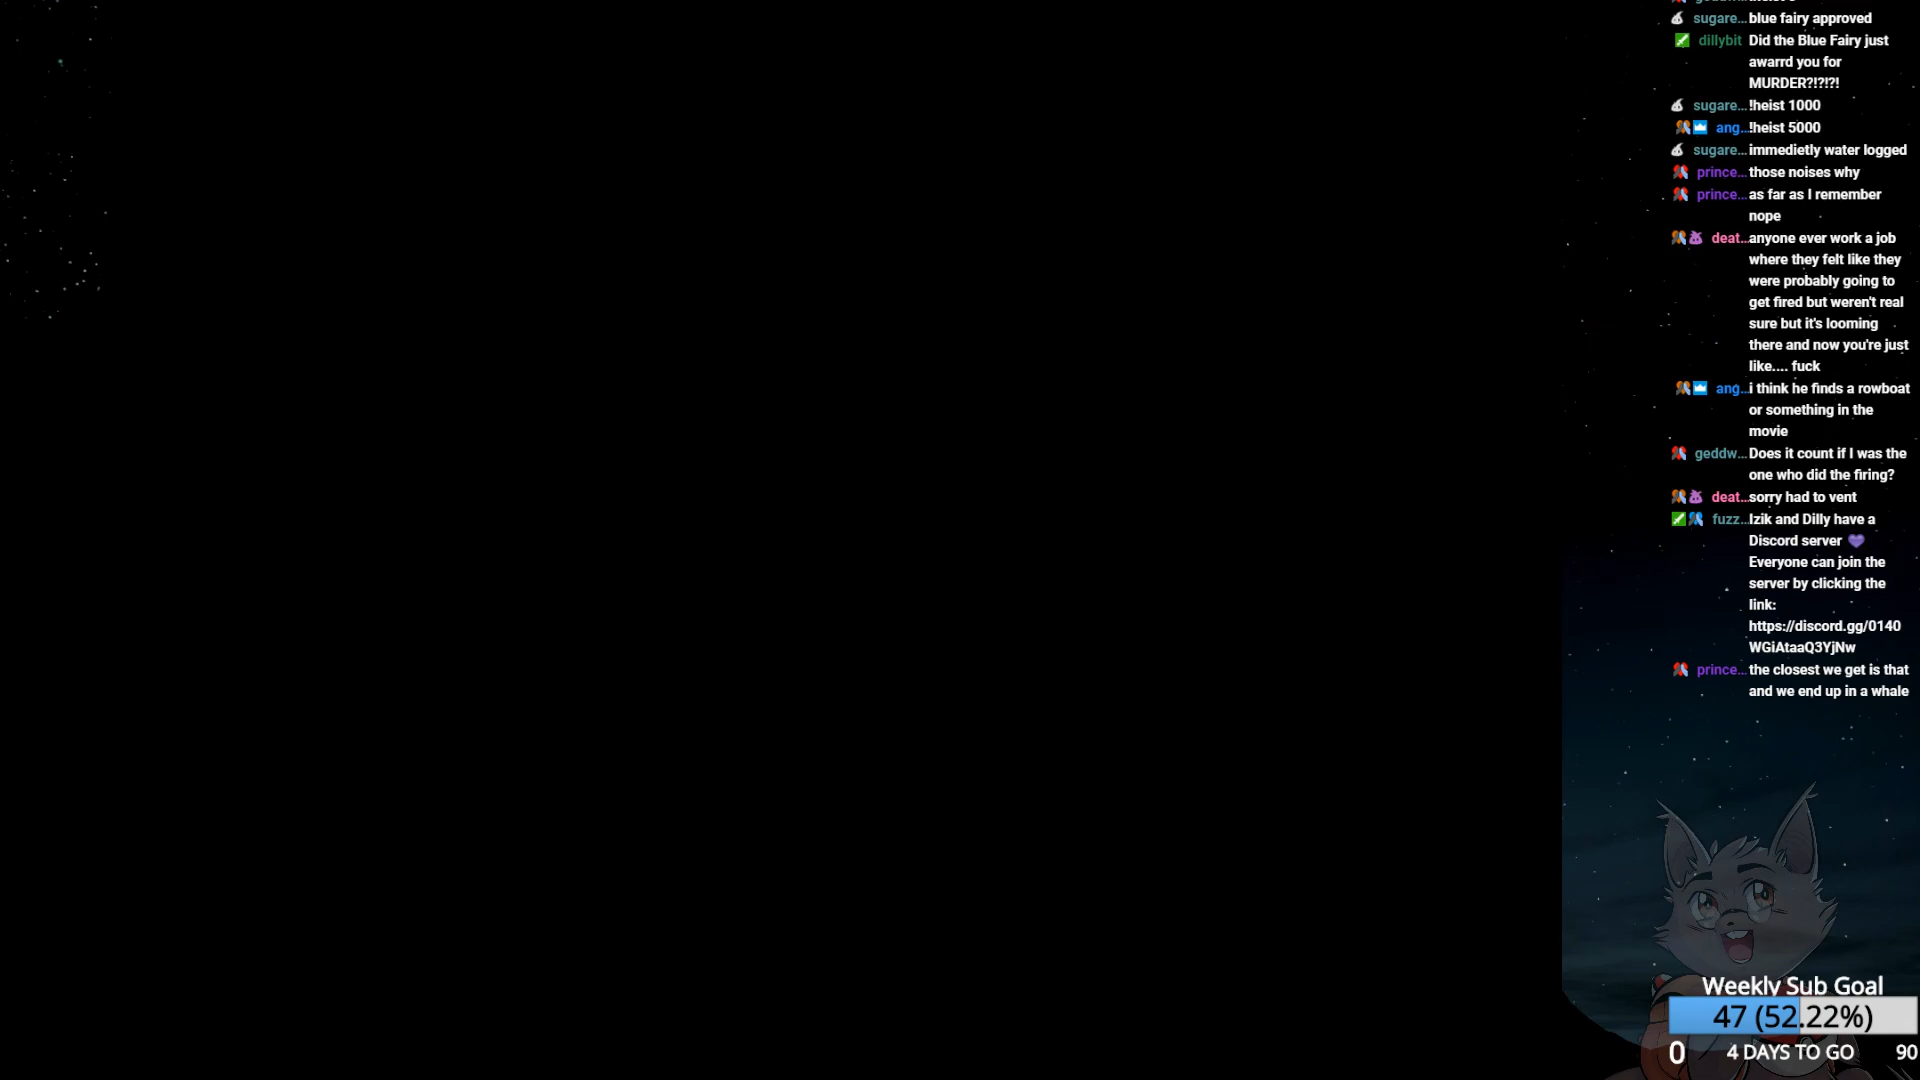 sugare… blue fairy approved
dillybit Did the Blue Fairy just
awarrd you for
MURDER?!?!?!
sugare… !heist 1000
ang… !heist 5000
sugare… immedietly water logged
prince… those noises why
prince… as far as I remember
nope
deat… anyone ever work a job
where they felt like they
were probably going to
get fired but weren't real
sure but it's looming
there and now you're just
like.... fuck
ang… i think he finds a rowboat
or something in the
movie
geddw… Does it count if I was the
one who did the firing?
deat… sorry had to vent
fuzz… Izik and Dilly have a
Discord server 💜
Everyone can join the
server by clicking the
link:
https://discord.gg/0140
WGiAtaaQ3YjNw
prince… the closest we get is that
and we end up in a whale
Weekly Sub Goal
47 (52.22%)
0 4 DAYS TO GO 90